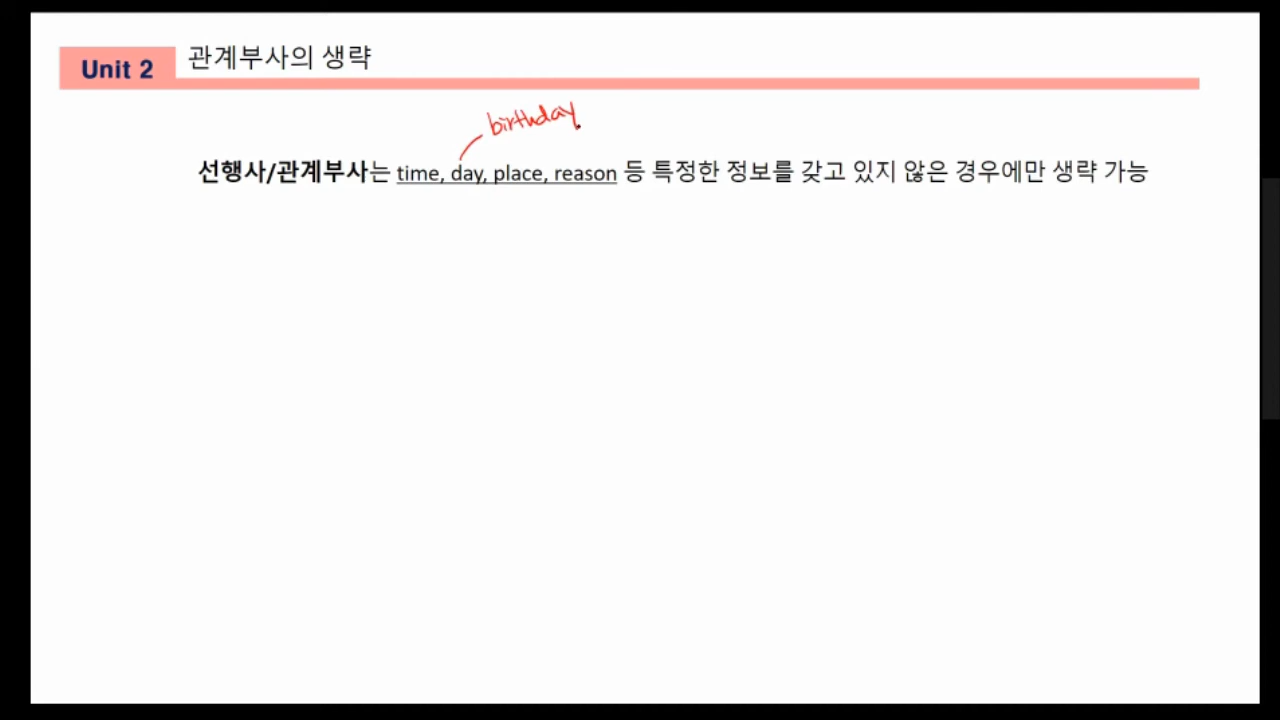 Unit 2 관계부사의 생략
birthday
선행사/관계부사는 time, day, place, reason 등 특정한 정보를 갖고 있지 않은 경우에만 생략 가능